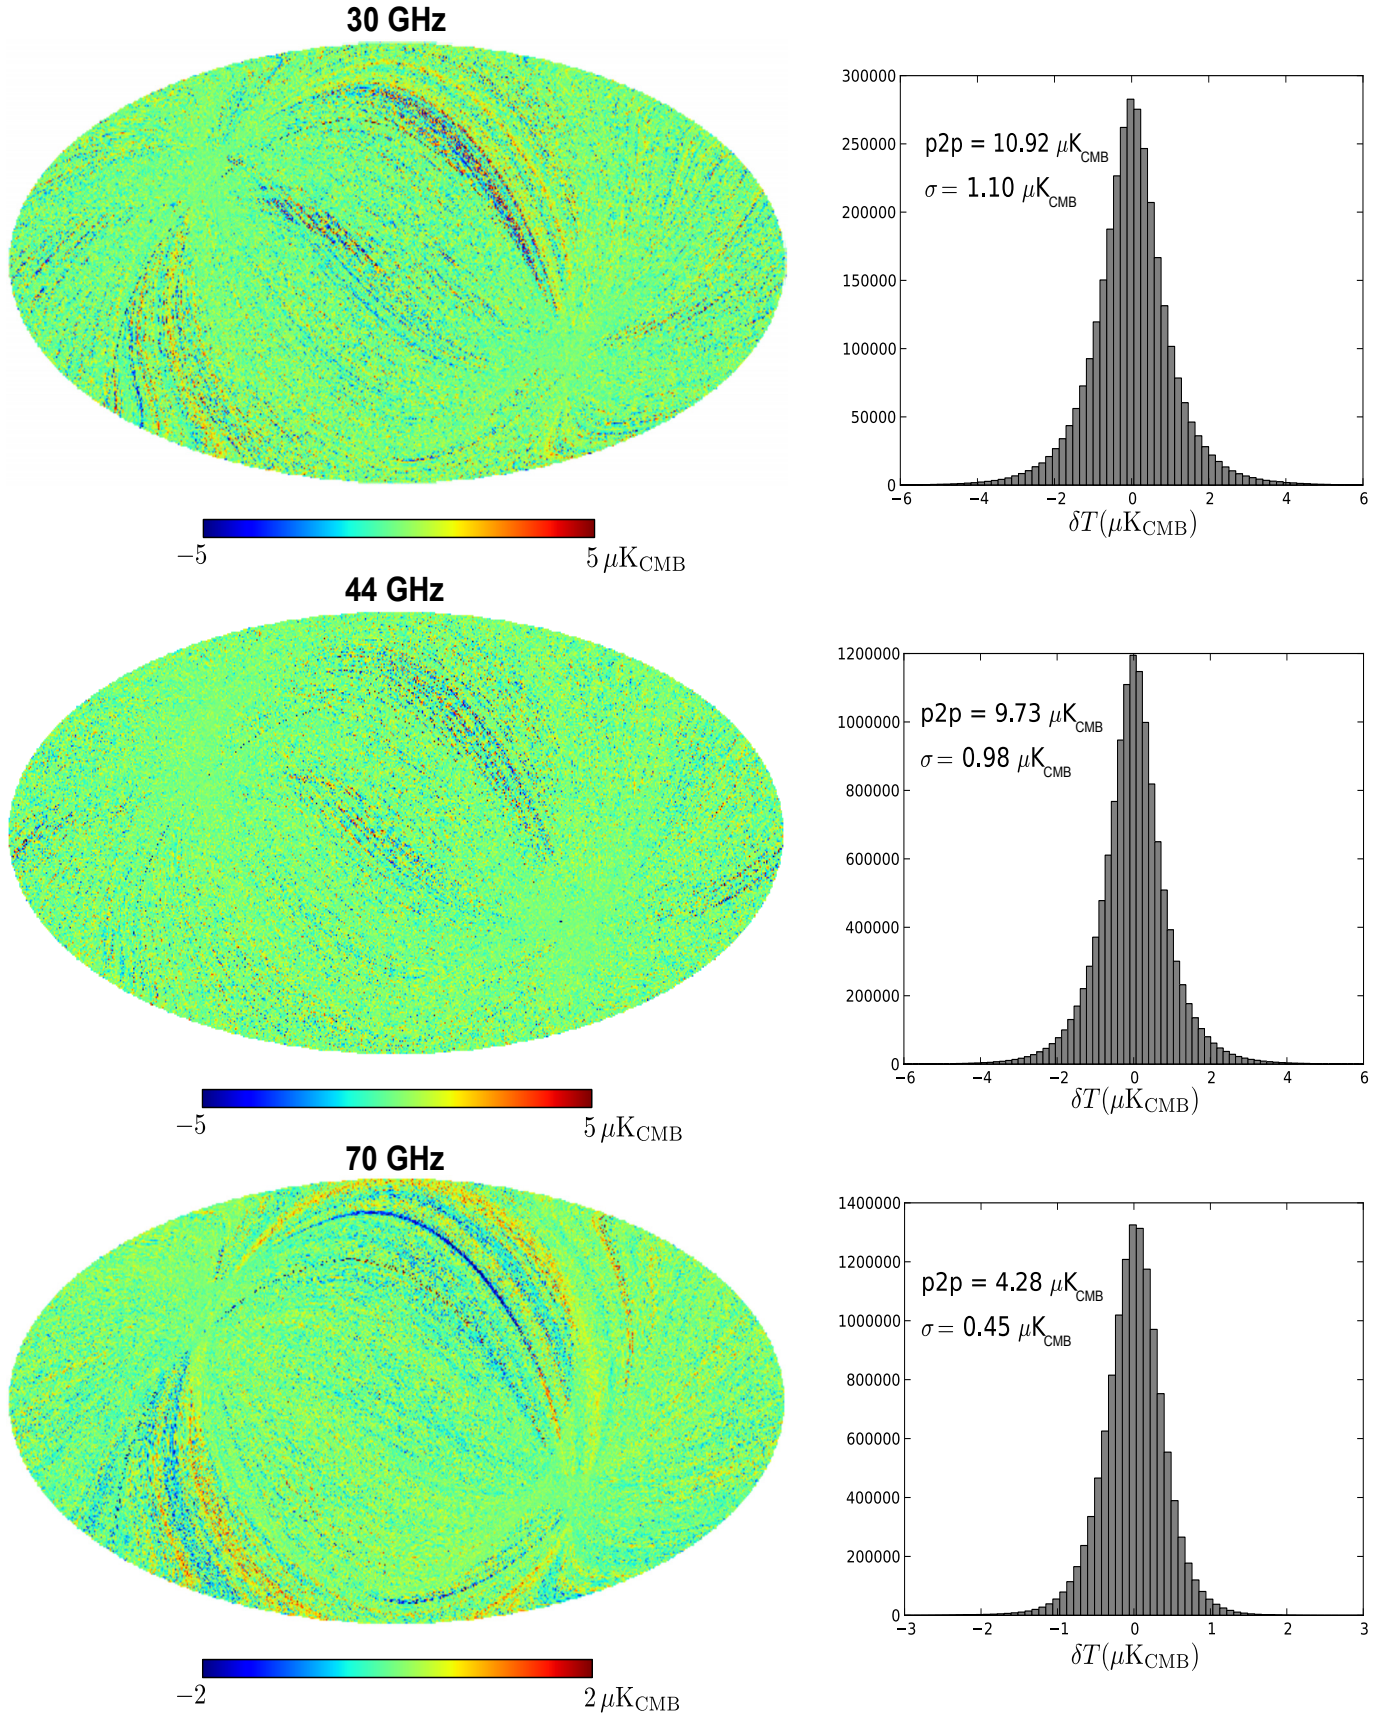 30 GHz
−5
5 μK_CMB
300000
250000
200000
150000
100000
50000
0
p2p = 10.92 μK_CMB
σ = 1.10 μK_CMB
−6 −4 −2 0 2 4 6
δT(μK_CMB)
44 GHz
−5
5 μK_CMB
1200000
1000000
800000
600000
400000
200000
0
p2p = 9.73 μK_CMB
σ = 0.98 μK_CMB
−6 −4 −2 0 2 4 6
δT(μK_CMB)
70 GHz
−2
2 μK_CMB
1400000
1200000
1000000
800000
600000
400000
200000
0
p2p = 4.28 μK_CMB
σ = 0.45 μK_CMB
−3 −2 −1 0 1 2 3
δT(μK_CMB)